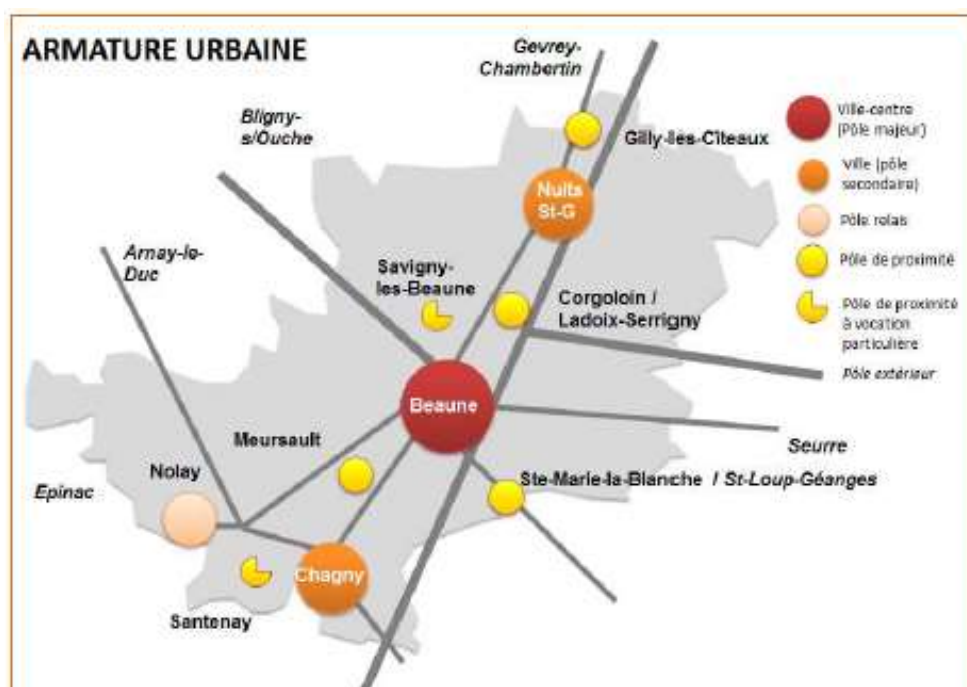 ARMATURE URBAINE
Gevrey-
Chambertin
Bligny-
s/Ouche
Gilly-les-Cîteaux
Ville-centre
(Pôle majeur)
Ville (pôle
secondaire)
Pôle relais
Pôle de proximité
Pôle de proximité
à vocation
particulière
Pôle extérieur
Nuits
St-G
Arnay-le-
Duc
Savigny-
les-Beaune
Corgoloin /
Ladoix-Serrigny
Beaune
Meursault
Seurre
Nolay
Epinac
Ste-Marie-la-Blanche / St-Loup-Géanges
Chagny
Santenay